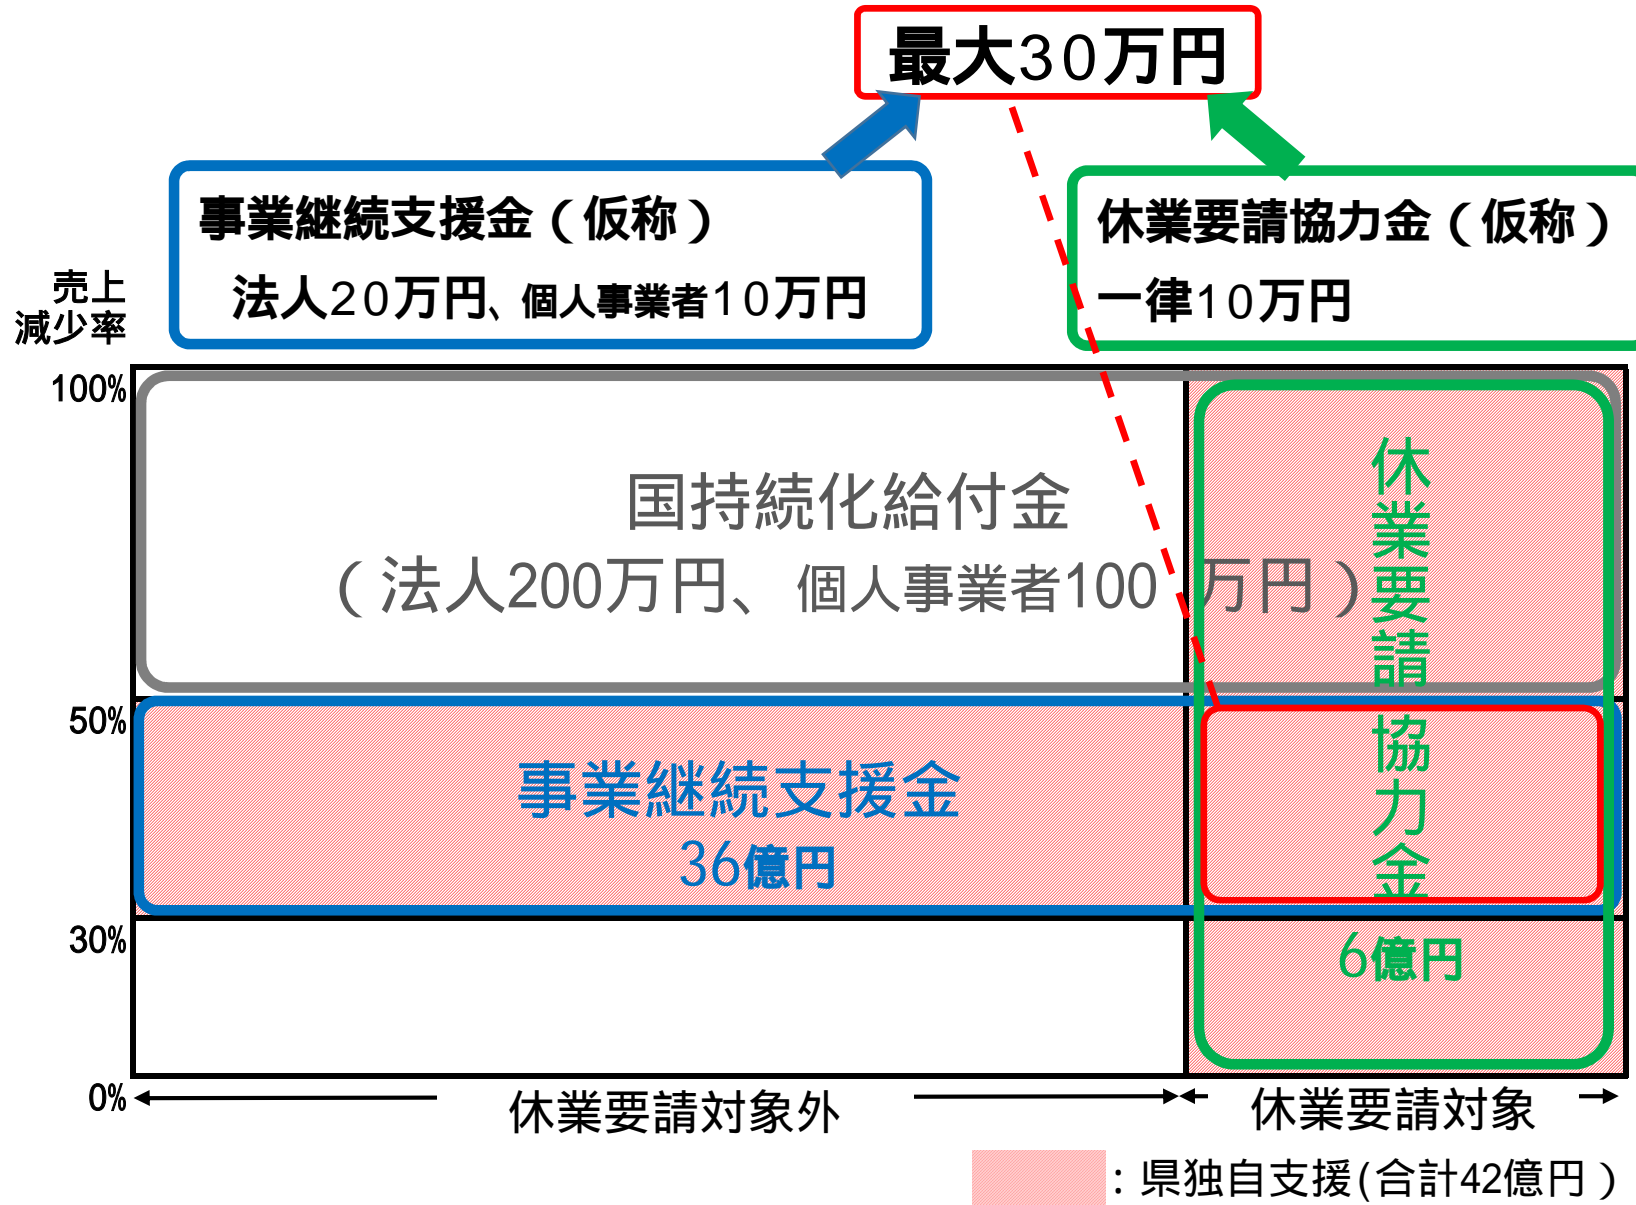 最大30万円
事業継続支援金（仮称）
法人20万円、個人事業者10万円
休業要請協力金（仮称）
一律10万円
売上
減少率
100%
国持続化給付金
（法人200万円、個人事業者100 万円）
休業要請協力金
50%
事業継続支援金
36億円
30%
6億円
0%
休業要請対象外
休業要請対象
：県独自支援(合計42億円）